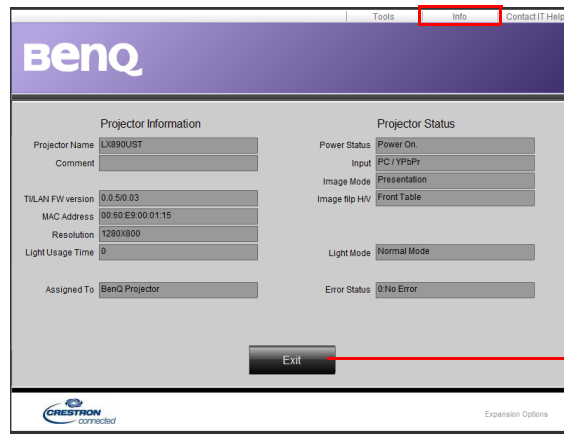 Tools Info Contact IT Help
BenQ
Projector Information Projector Status
Projector Name LX890UST Power Status Power On.
Comment Input PC / YPbPr
Image Mode Presentation
TI/LAN FW version 0.0.5/0.03 Image filp H/V Front Table
MAC Address 00:60:E9:00:01:15
Resolution 1280X800
Light Usage Time 0 Light Mode Normal Mode
Assigned To BenQ Projector Error Status 0:No Error
Exit
CRESTRON
connected
Expansion Options